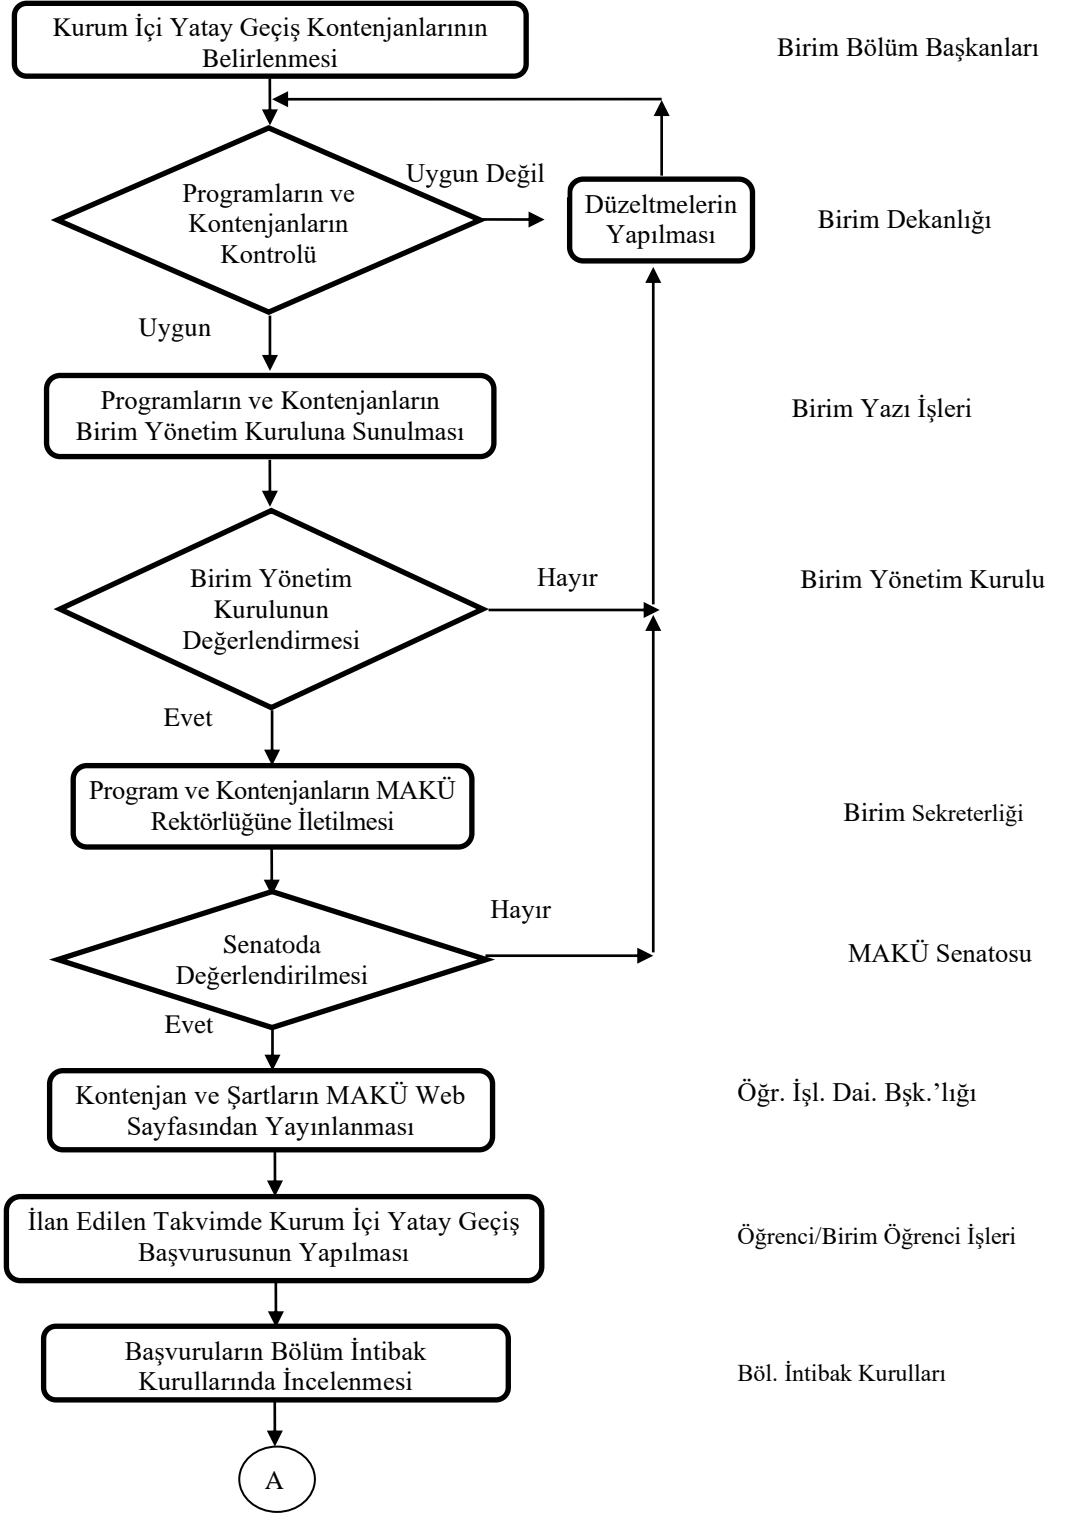 Kurum İçi Yatay Geçiş Kontenjanlarının
Belirlenmesi
Birim Bölüm Başkanları
Uygun Değil
Programların ve
Kontenjanların
Kontrolü
Düzeltmelerin
Yapılması
Birim Dekanlığı
Uygun
Programların ve Kontenjanların
Birim Yönetim Kuruluna Sunulması
Birim Yazı İşleri
Birim Yönetim
Kurulunun
Değerlendirmesi
Hayır
Birim Yönetim Kurulu
Evet
Program ve Kontenjanların MAKÜ
Rektörlüğüne İletilmesi
Birim Sekreterliği
Hayır
Senatoda
Değerlendirilmesi
MAKÜ Senatosu
Evet
Kontenjan ve Şartların MAKÜ Web
Sayfasından Yayınlanması
Öğr. İşl. Dai. Bşk.’lığı
İlan Edilen Takvimde Kurum İçi Yatay Geçiş
Başvurusunun Yapılması
Öğrenci/Birim Öğrenci İşleri
Başvuruların Bölüm İntibak
Kurullarında İncelenmesi
Böl. İntibak Kurulları
A